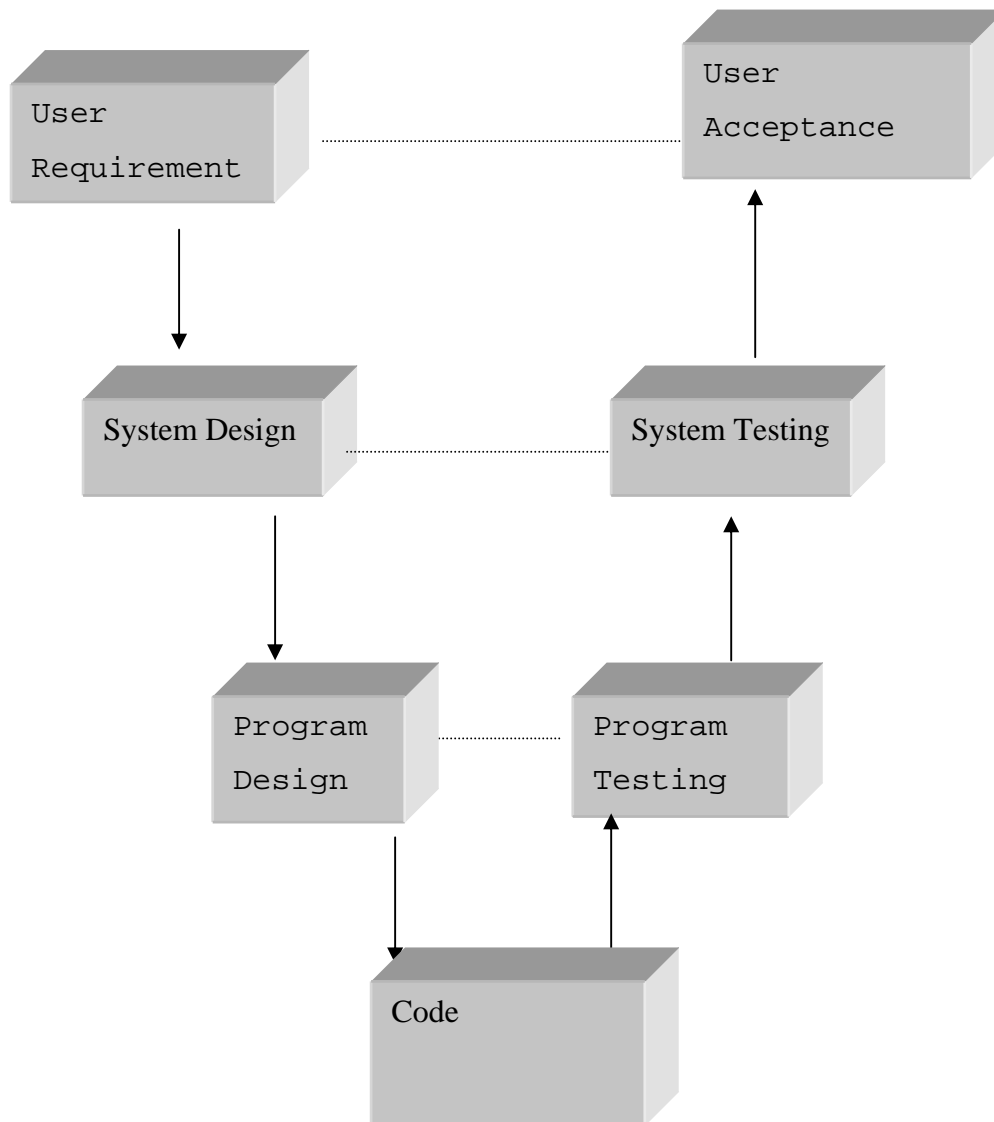 User
Requirement
User
Acceptance
System Design
System Testing
Program
Design
Program
Testing
Code